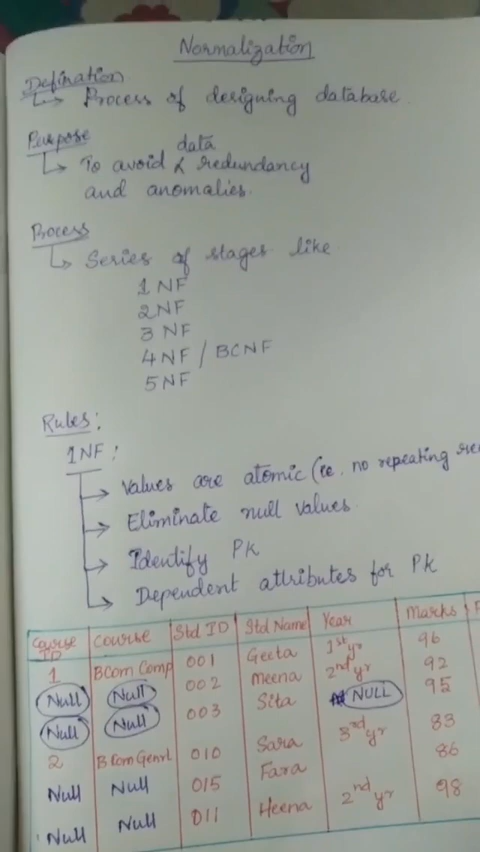 Normalization
Defination
↳ Process of designing database.
Purpose
data
↳ To avoid ∠ redundancy
and anomalies.
Process
↳ Series of stages like
1 NF
2NF
3 NF
4NF / BCNF
5NF
Rules:
1NF:
→ Values are atomic (ie. no repeating
→ Eliminate null values
→ Identify Pk
→ Dependent attributes for Pk
Course ID Course Std ID Std Name Year Marks
1 BCom Comp 001 Geeta 1st yr 96
Null Null 002 Meena 2nd yr 92
Null Null 003 Sita NULL 95
2 BComGenrl 010 Sara 3rd yr 83
Null Null 015 Fara 86
Null Null 011 Heena 2nd yr 98